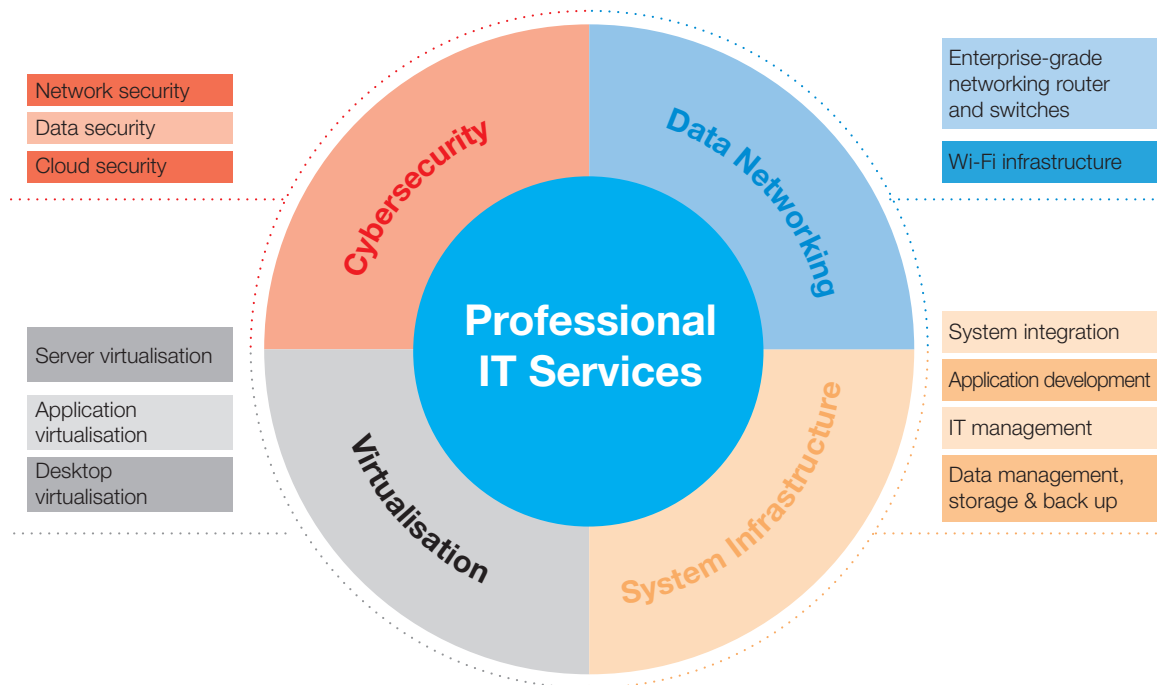 Network security
Data security
Cloud security
Cybersecurity
Data Networking
Enterprise-grade
networking router
and switches
Wi-Fi infrastructure
Professional
IT Services
Server virtualisation
Application
virtualisation
Desktop
virtualisation
Virtualisation
System Infrastructure
System integration
Application development
IT management
Data management,
storage & back up